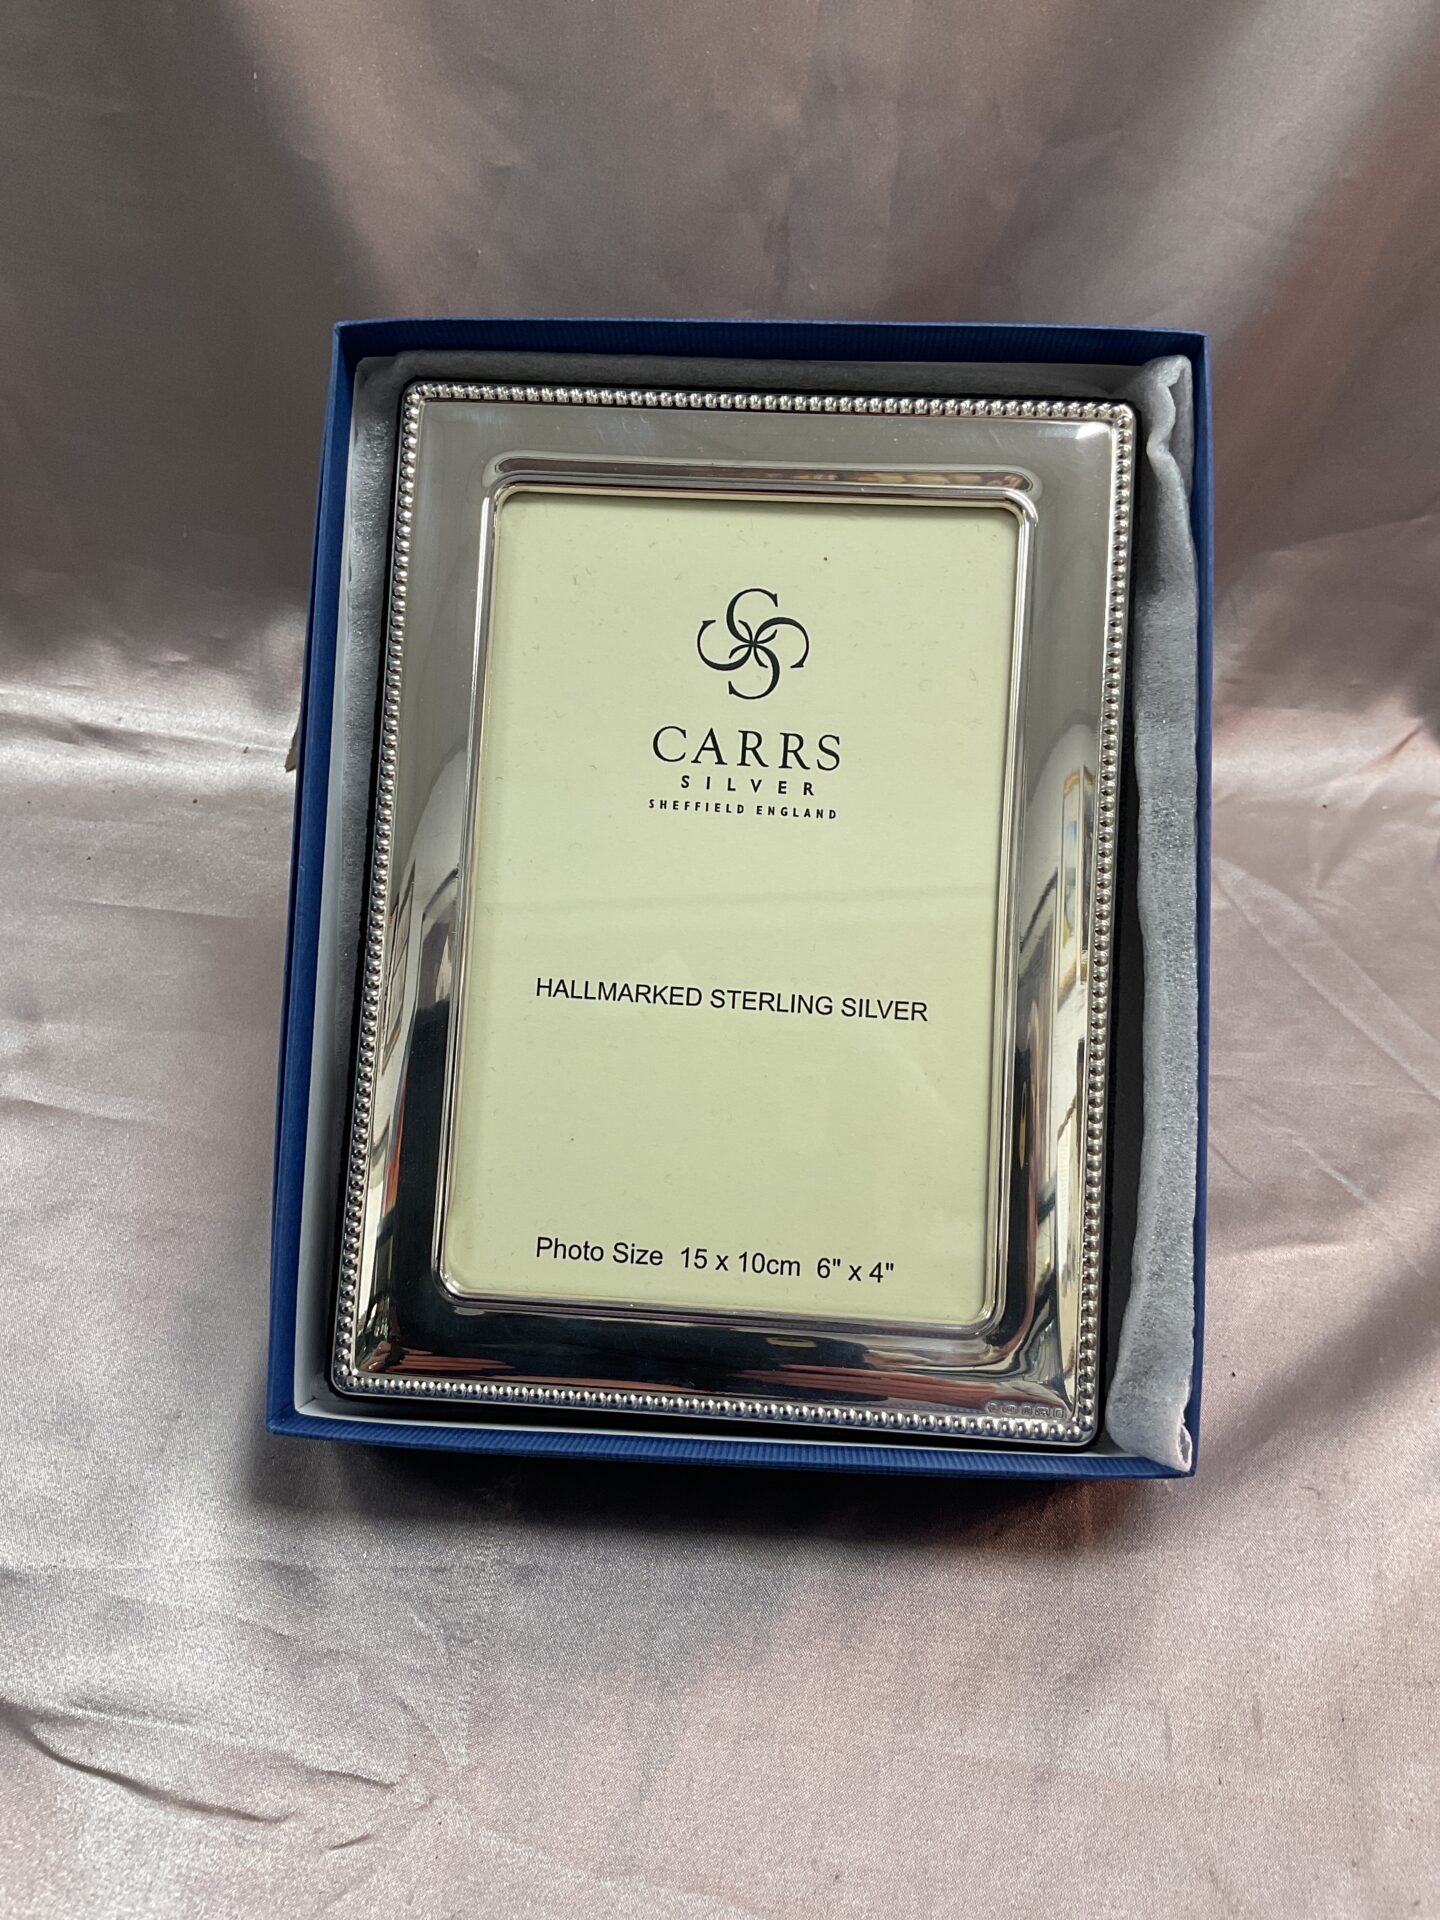 CARRS
SILVER
SHEFFIELD ENGLAND
HALLMARKED STERLING SILVER
Photo Size 15 x 10cm 6" x 4"